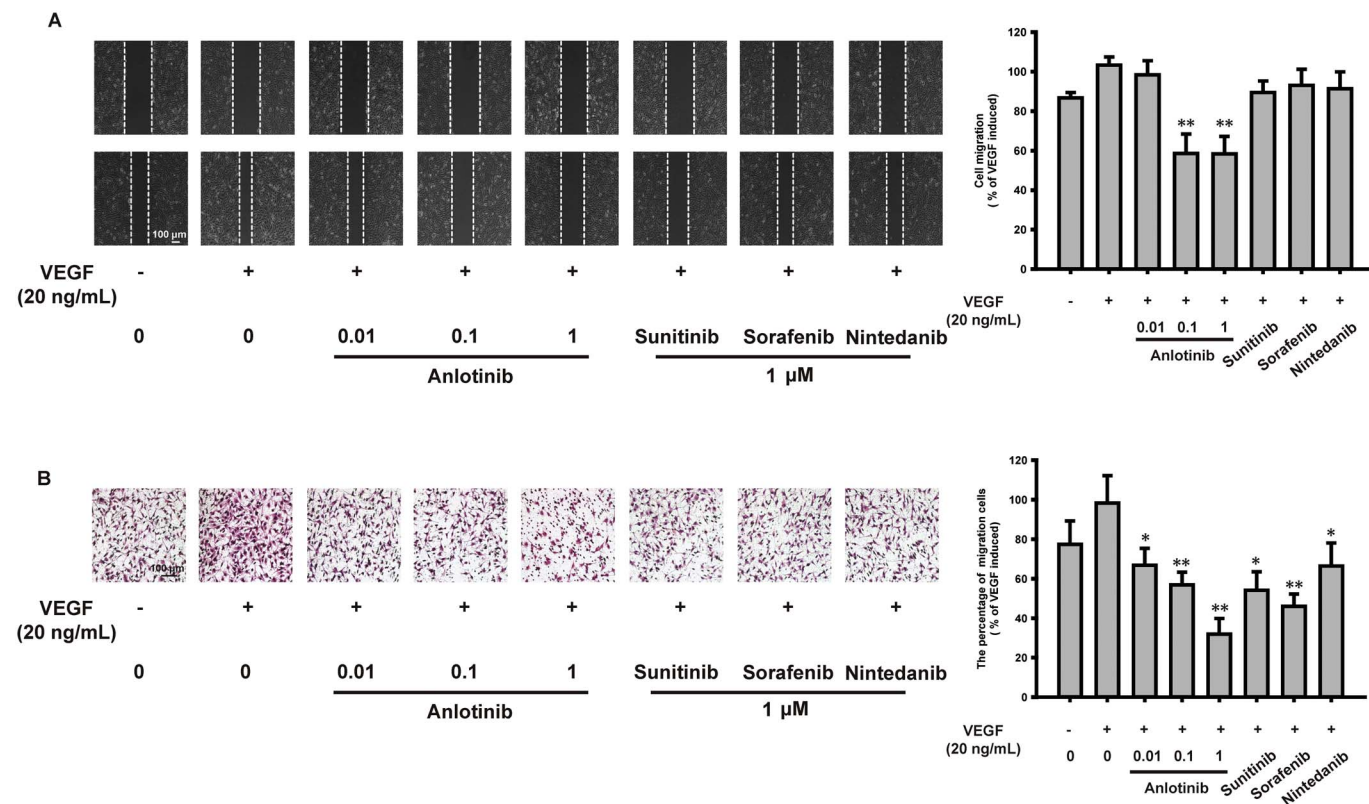 A
100 µm
VEGF - + + + + + + +
(20 ng/mL)
0 0 0.01 0.1 1 Sunitinib Sorafenib Nintedanib
Anlotinib 1 µM
Cell migration
( % of VEGF induced)
120
100
80
60
40
20
0
** **
VEGF - + + + + + + +
(20 ng/mL)
0.01 0.1 1 Sunitinib Sorafenib Nintedanib
Anlotinib
B
100 µm
VEGF - + + + + + + +
(20 ng/mL)
0 0 0.01 0.1 1 Sunitinib Sorafenib Nintedanib
Anlotinib 1 µM
The percentage of migration cells
( % of VEGF induced)
120
100
80
60
40
20
0
* ** ** * ** *
VEGF - + + + + + + +
(20 ng/mL)
0 0 0.01 0.1 1 Sunitinib Sorafenib Nintedanib
Anlotinib